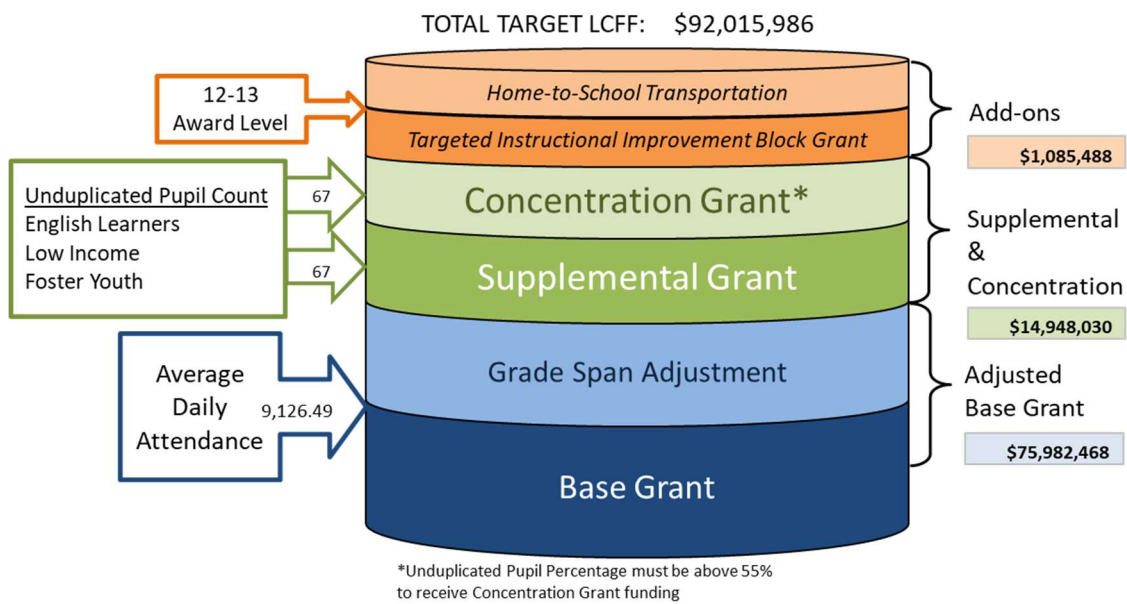 TOTAL TARGET LCFF: $92,015,986
12-13
Award Level
Home-to-School Transportation
Targeted Instructional Improvement Block Grant
Add-ons
$1,085,488
Unduplicated Pupil Count
English Learners
Low Income
Foster Youth
67
67
Concentration Grant*
Supplemental Grant
Supplemental
&
Concentration
$14,948,030
Average
Daily
Attendance
9,126.49
Grade Span Adjustment
Base Grant
Adjusted
Base Grant
$75,982,468
*Unduplicated Pupil Percentage must be above 55%
to receive Concentration Grant funding